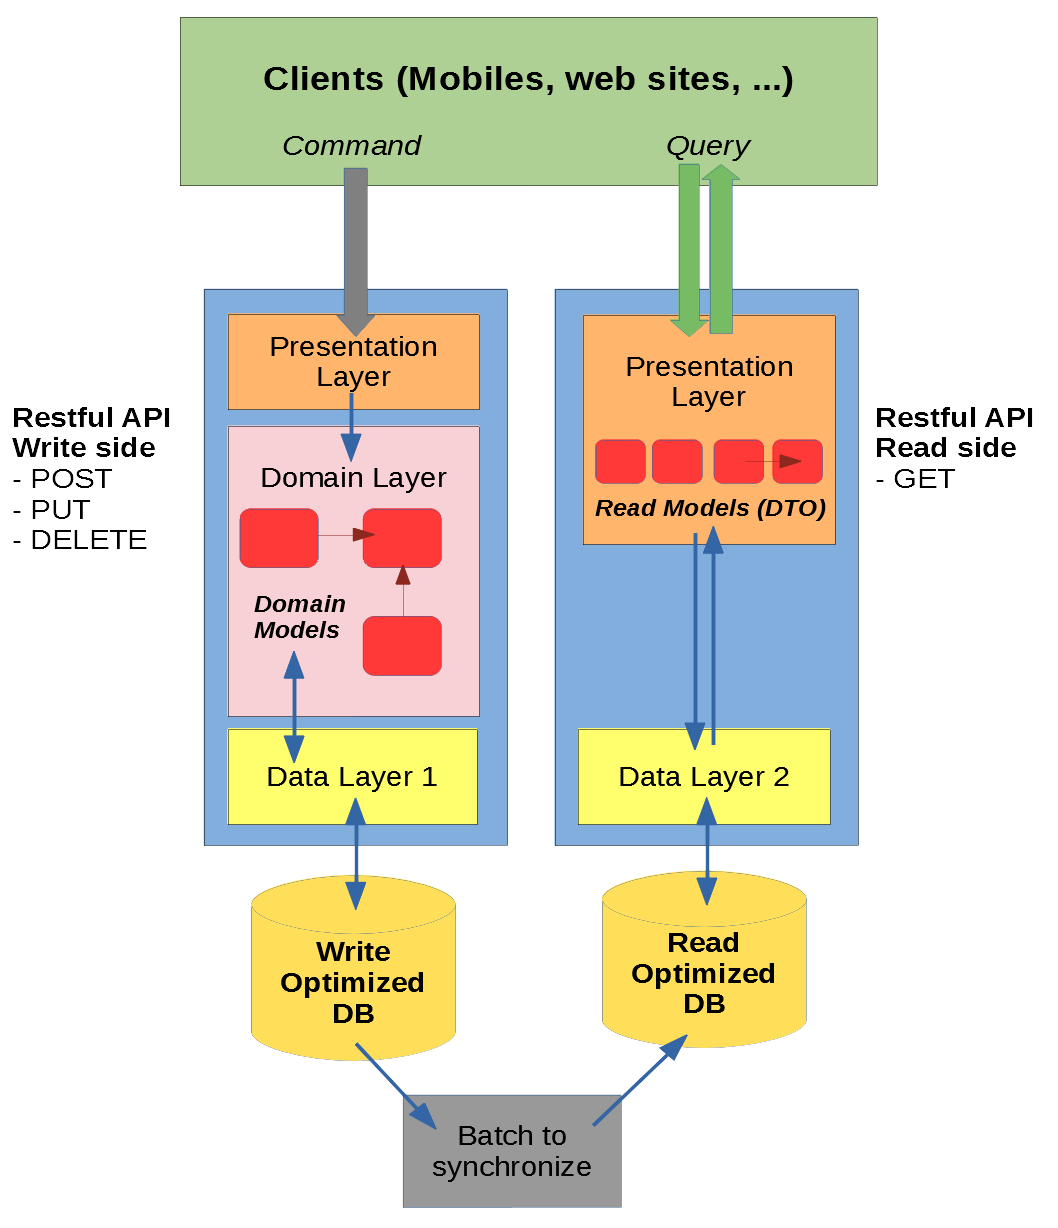 Clients (Mobiles, web sites, ...)
Command
Query
Restful API
Write side
- POST
- PUT
- DELETE
Presentation
Layer
Domain Layer
Domain
Models
Data Layer 1
Write
Optimized
DB
Presentation
Layer
Read Models (DTO)
Data Layer 2
Read
Optimized
DB
Restful API
Read side
- GET
Batch to
synchronize